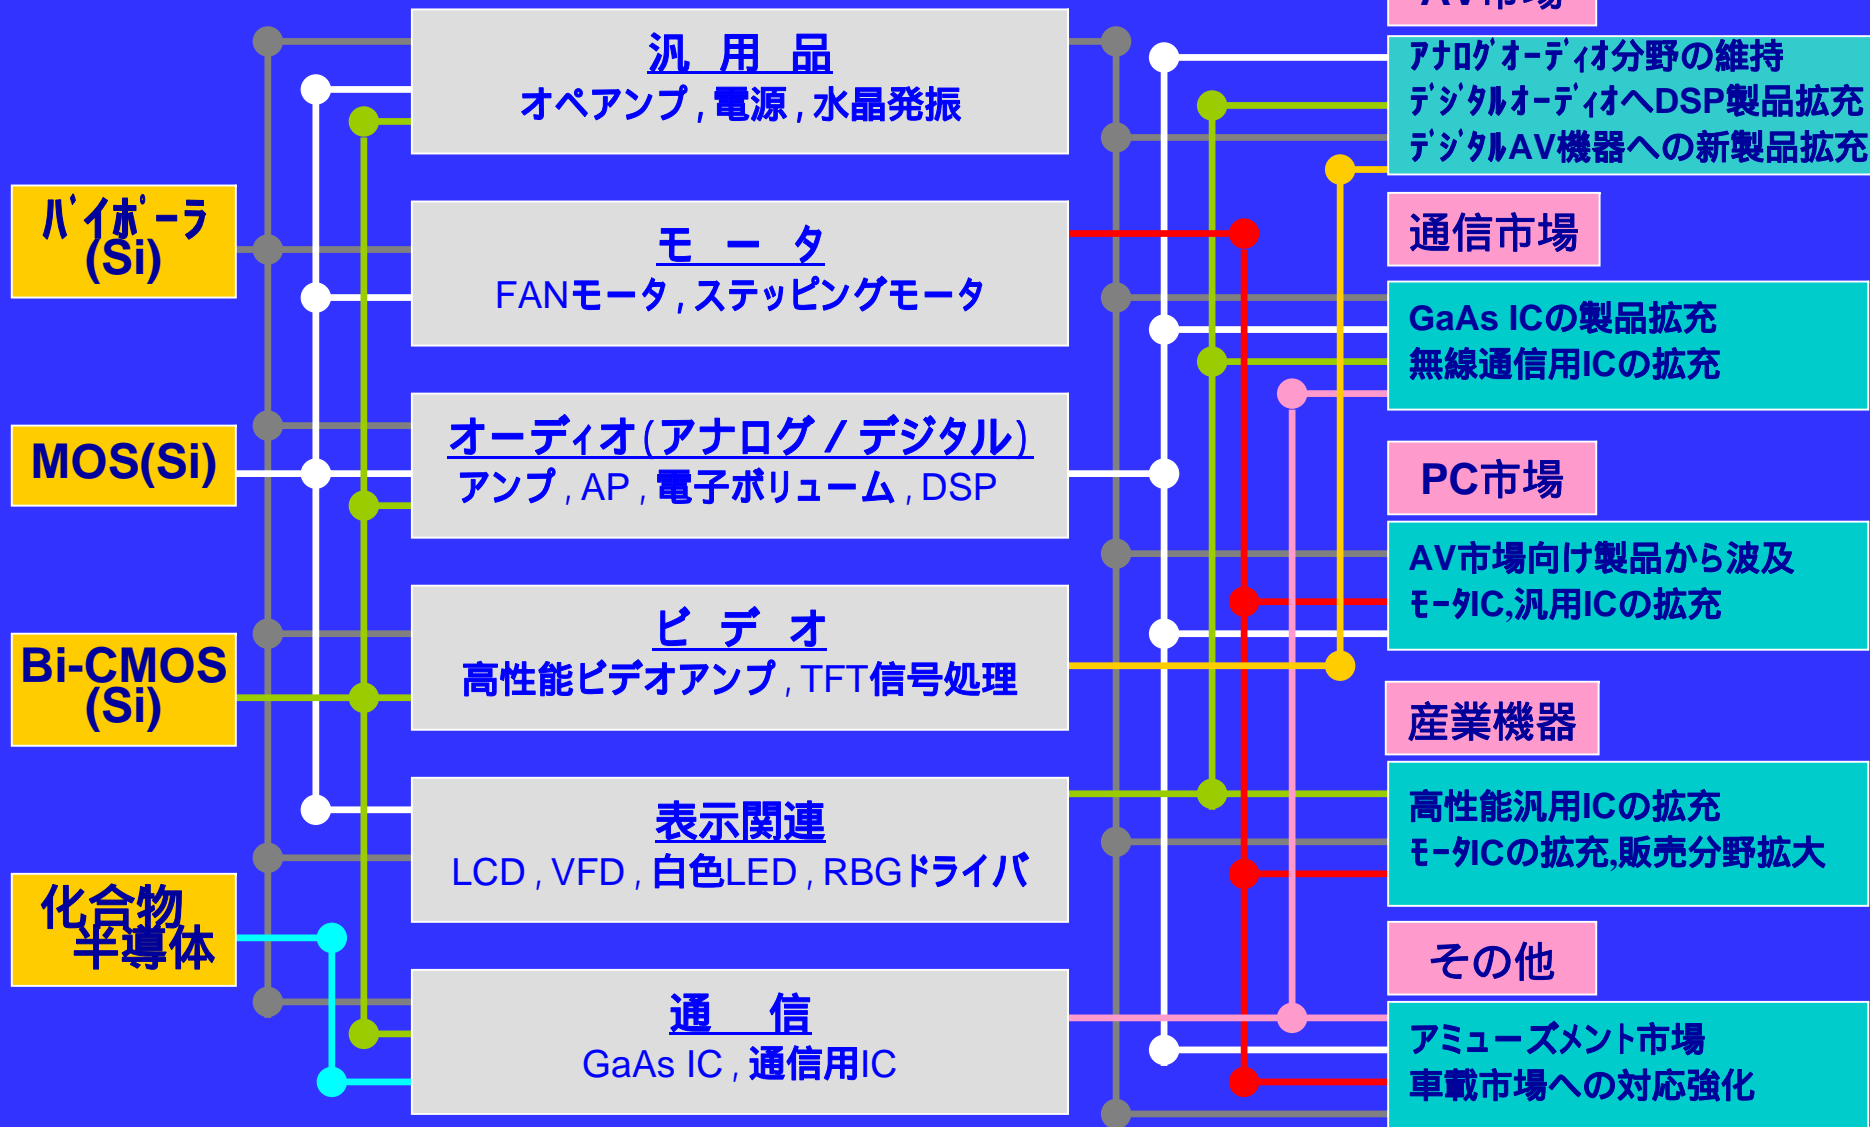 バイポーラ
(Si)
MOS(Si)
Bi-CMOS
(Si)
化合物
半導体
汎 用 品
オペアンプ , 電源 , 水晶発振
モ ー タ
FANモータ , ステッピングモータ
オーディオ(アナログ / デジタル)
アンプ , AP , 電子ボリューム , DSP
ビ デ オ
高性能ビデオアンプ , TFT信号処理
表示関連
LCD , VFD , 白色LED , RBGドライバ
通 信
GaAs IC , 通信用IC
AV市場
アナログオーディオ分野の維持
デジタルオーディオへDSP製品拡充
デジタルAV機器への新製品拡充
通信市場
GaAs ICの製品拡充
無線通信用ICの拡充
PC市場
AV市場向け製品から波及
モータIC,汎用ICの拡充
産業機器
高性能汎用ICの拡充
モータICの拡充,販売分野拡大
その他
アミューズメント市場
車載市場への対応強化